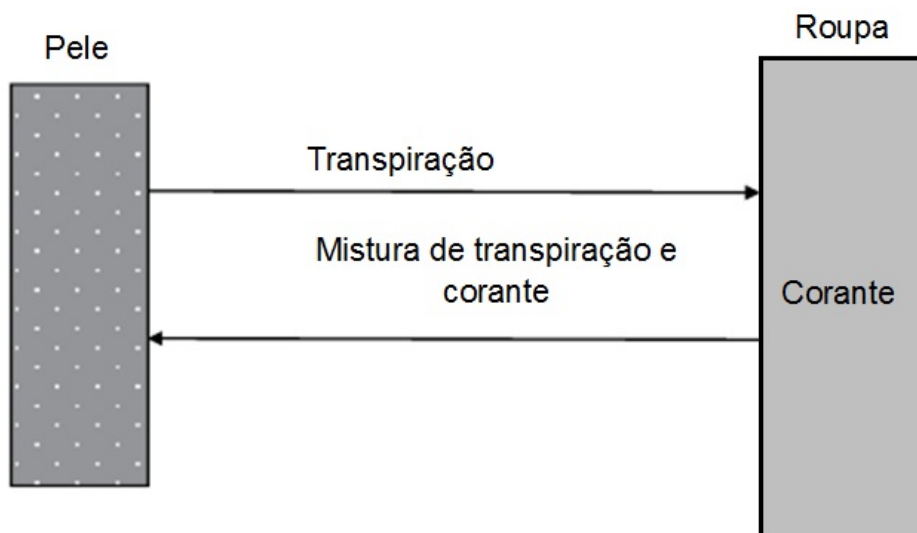 Pele
Roupa
Transpiração
Mistura de transpiração e
corante
Corante